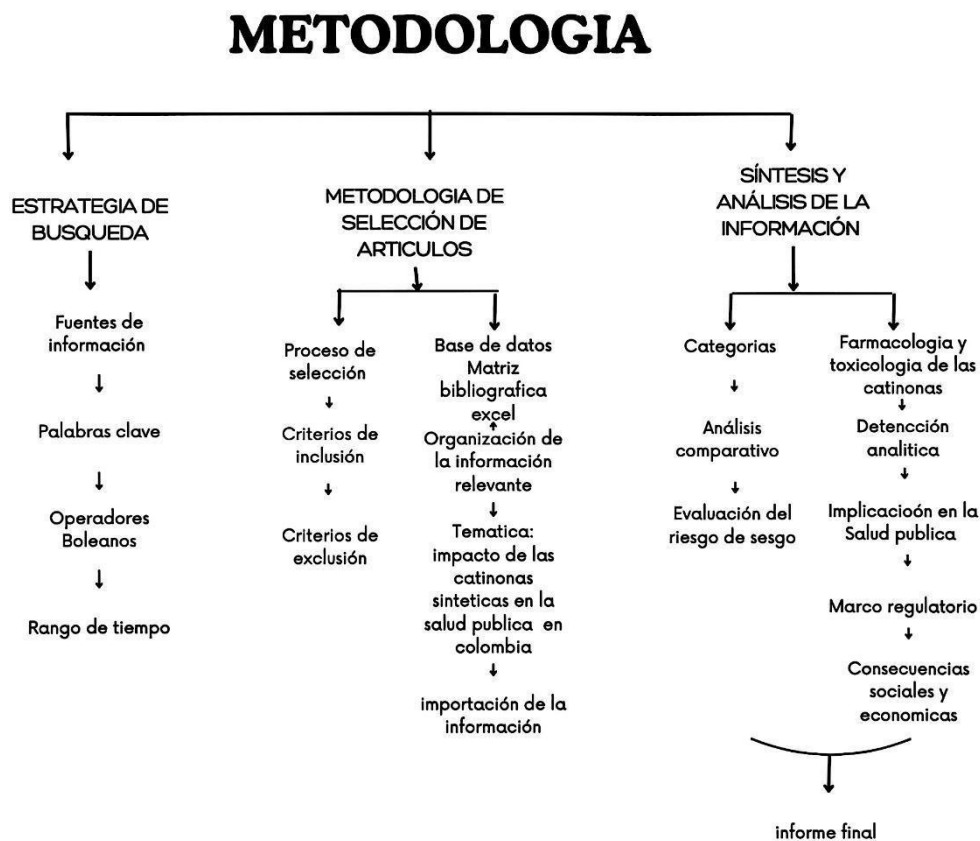 METODOLOGIA
ESTRATEGIA DE
BUSQUEDA
Fuentes de
información
Palabras clave
Operadores
Boleanos
Rango de tiempo
METODOLOGIA DE
SELECCIÓN DE
ARTICULOS
Proceso de
selección
Criterios de
inclusión
Criterios de
exclusión
Base de datos
Matriz
bibliografica
excel
Organización de
la información
relevante
Tematica:
impacto de las
catinonas
sinteticas en la
salud publica en
colombia
importación de la
información
SÍNTESIS Y
ANÁLISIS DE LA
INFORMACIÓN
Categorias
Análisis
comparativo
Evaluación del
riesgo de sesgo
Farmacologia y
toxicologia de las
catinonas
Detencción
analitica
Implicacioón en la
Salud publica
Marco regulatorio
Consecuencias
sociales y
economicas
informe final